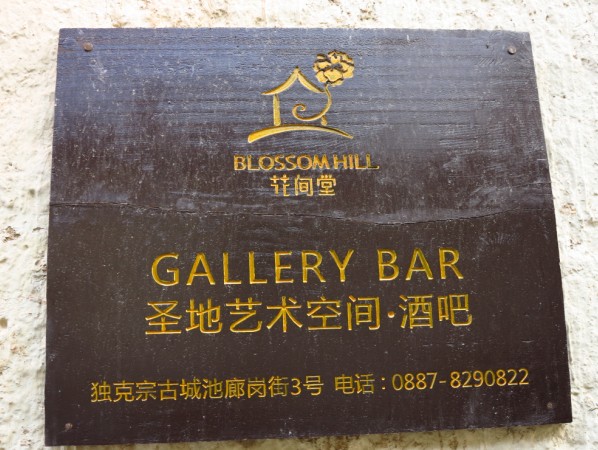 BLOSSOM HILL
花间堂
GALLERY BAR
圣地艺术空间·酒吧
独克宗古城池廊岗街3号 电话：0887-8290822